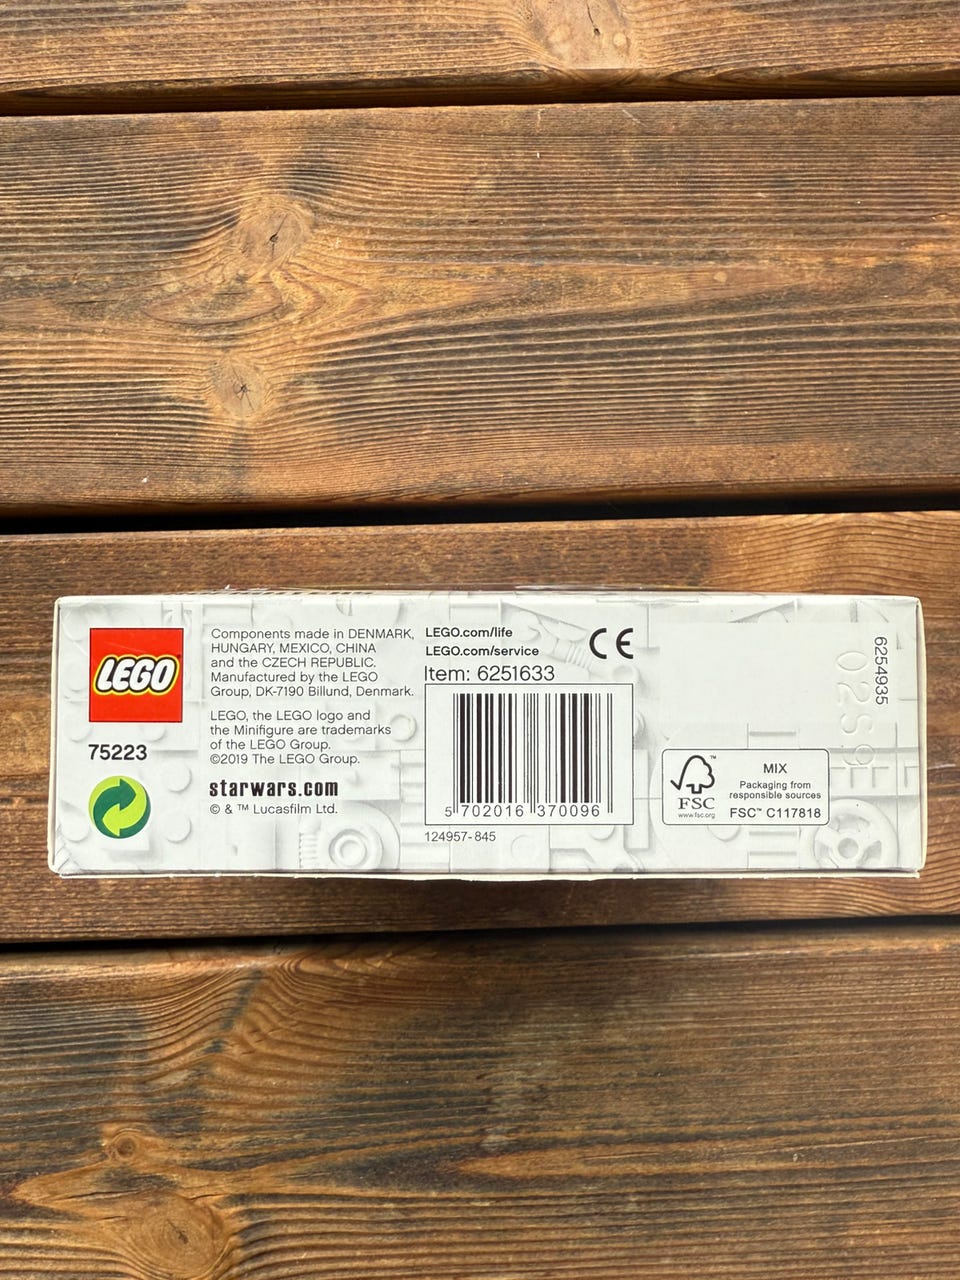 LEGO
75223
Components made in DENMARK,
HUNGARY, MEXICO, CHINA
and the CZECH REPUBLIC.
Manufactured by the LEGO
Group, DK-7190 Billund, Denmark.
LEGO, the LEGO logo and
the Minifigure are trademarks
of the LEGO Group.
©2019 The LEGO Group.
starwars.com
© & ™ Lucasfilm Ltd.
LEGO.com/life
LEGO.com/service
Item: 6251633
5 702016 370096
124957-845
CE
6254935
FSC™
www.fsc.org
MIX
Packaging from
responsible sources
FSC™ C117818